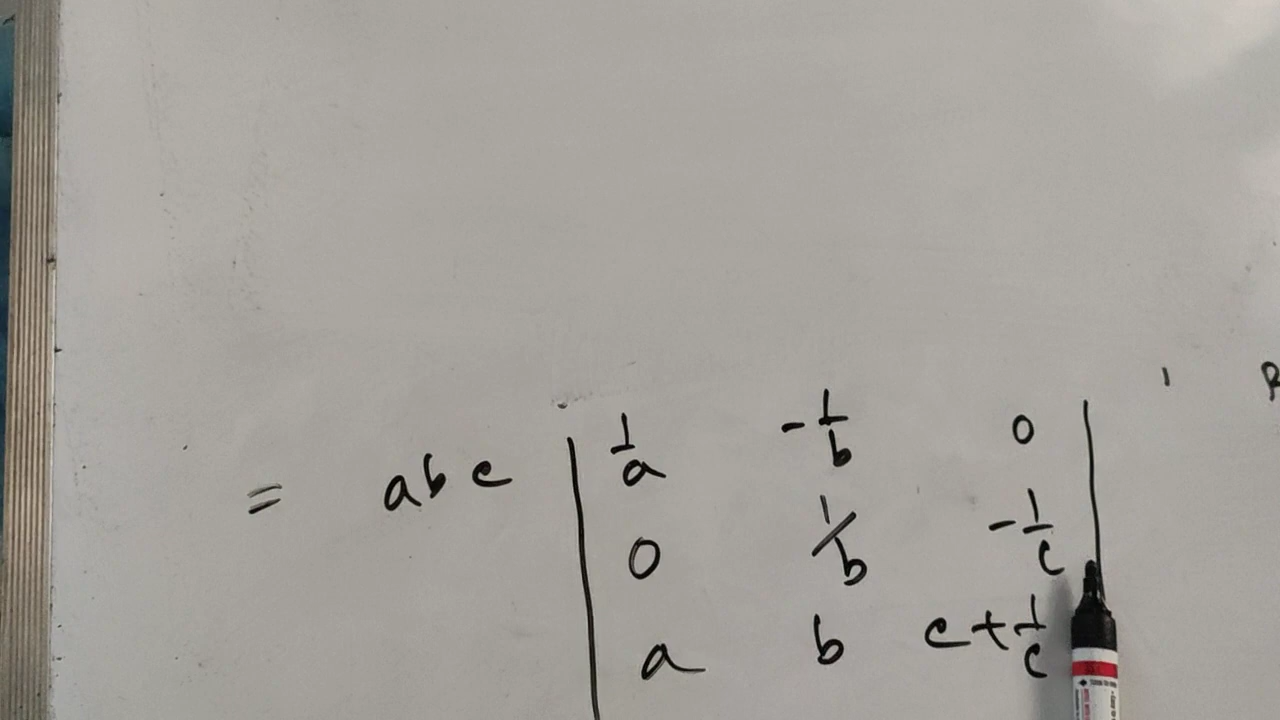 1/a -1/b 0 ' R
= abc 0 1/b -1/c
a b c+1/c